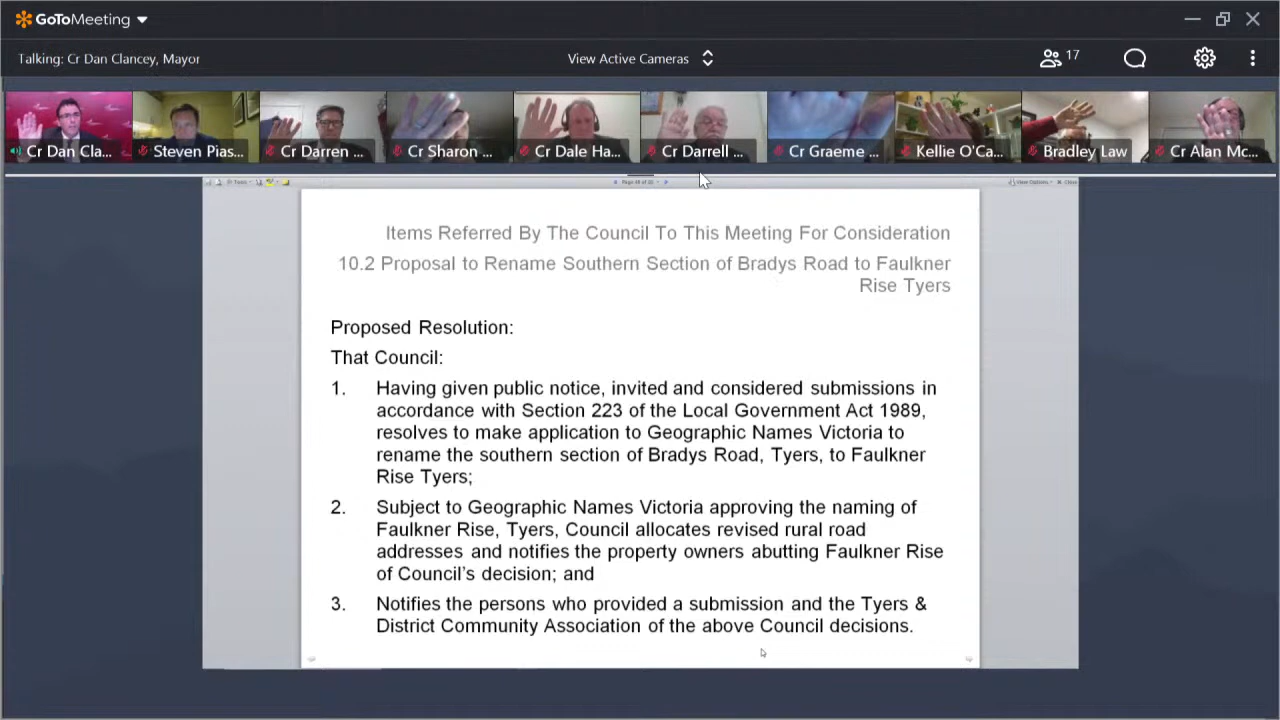 GoToMeeting
Talking: Cr Dan Clancey, Mayor
View Active Cameras
17
Cr Dan Cla...
Steven Pias...
Cr Darren ...
Cr Sharon ...
Cr Dale Ha...
Cr Darrell ...
Cr Graeme ...
Kellie O'Ca...
Bradley Law
Cr Alan Mc...
Items Referred By The Council To This Meeting For Consideration
10.2 Proposal to Rename Southern Section of Bradys Road to Faulkner
Rise Tyers
Proposed Resolution:
That Council:
1. Having given public notice, invited and considered submissions in
accordance with Section 223 of the Local Government Act 1989,
resolves to make application to Geographic Names Victoria to
rename the southern section of Bradys Road, Tyers, to Faulkner
Rise Tyers;
2. Subject to Geographic Names Victoria approving the naming of
Faulkner Rise, Tyers, Council allocates revised rural road
addresses and notifies the property owners abutting Faulkner Rise
of Council’s decision; and
3. Notifies the persons who provided a submission and the Tyers &
District Community Association of the above Council decisions.